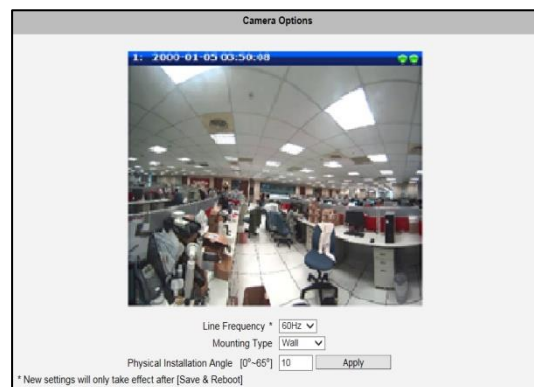 Camera Options
1: 2000-01-05 03:50:48
Line Frequency * 60Hz
Mounting Type Wall
Physical Installation Angle [0°~65°] 10 Apply
* New settings will only take effect after [Save & Reboot]